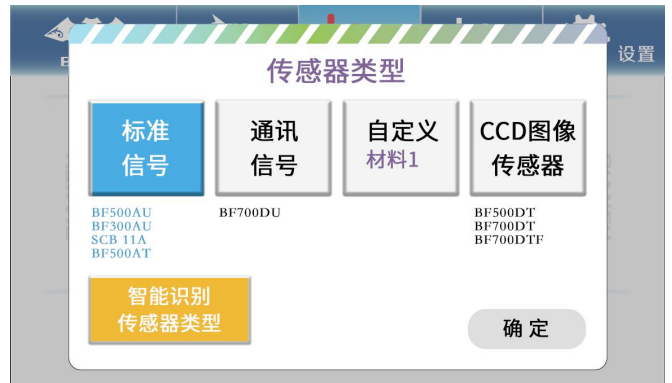 设置
传感器类型
标准
信号
通讯
信号
自定义
材料1
CCD图像
传感器
BF500AU
BF300AU
SCB 11A
BF500AT
BF700DU
BF500DT
BF700DT
BF700DTF
智能识别
传感器类型
确定